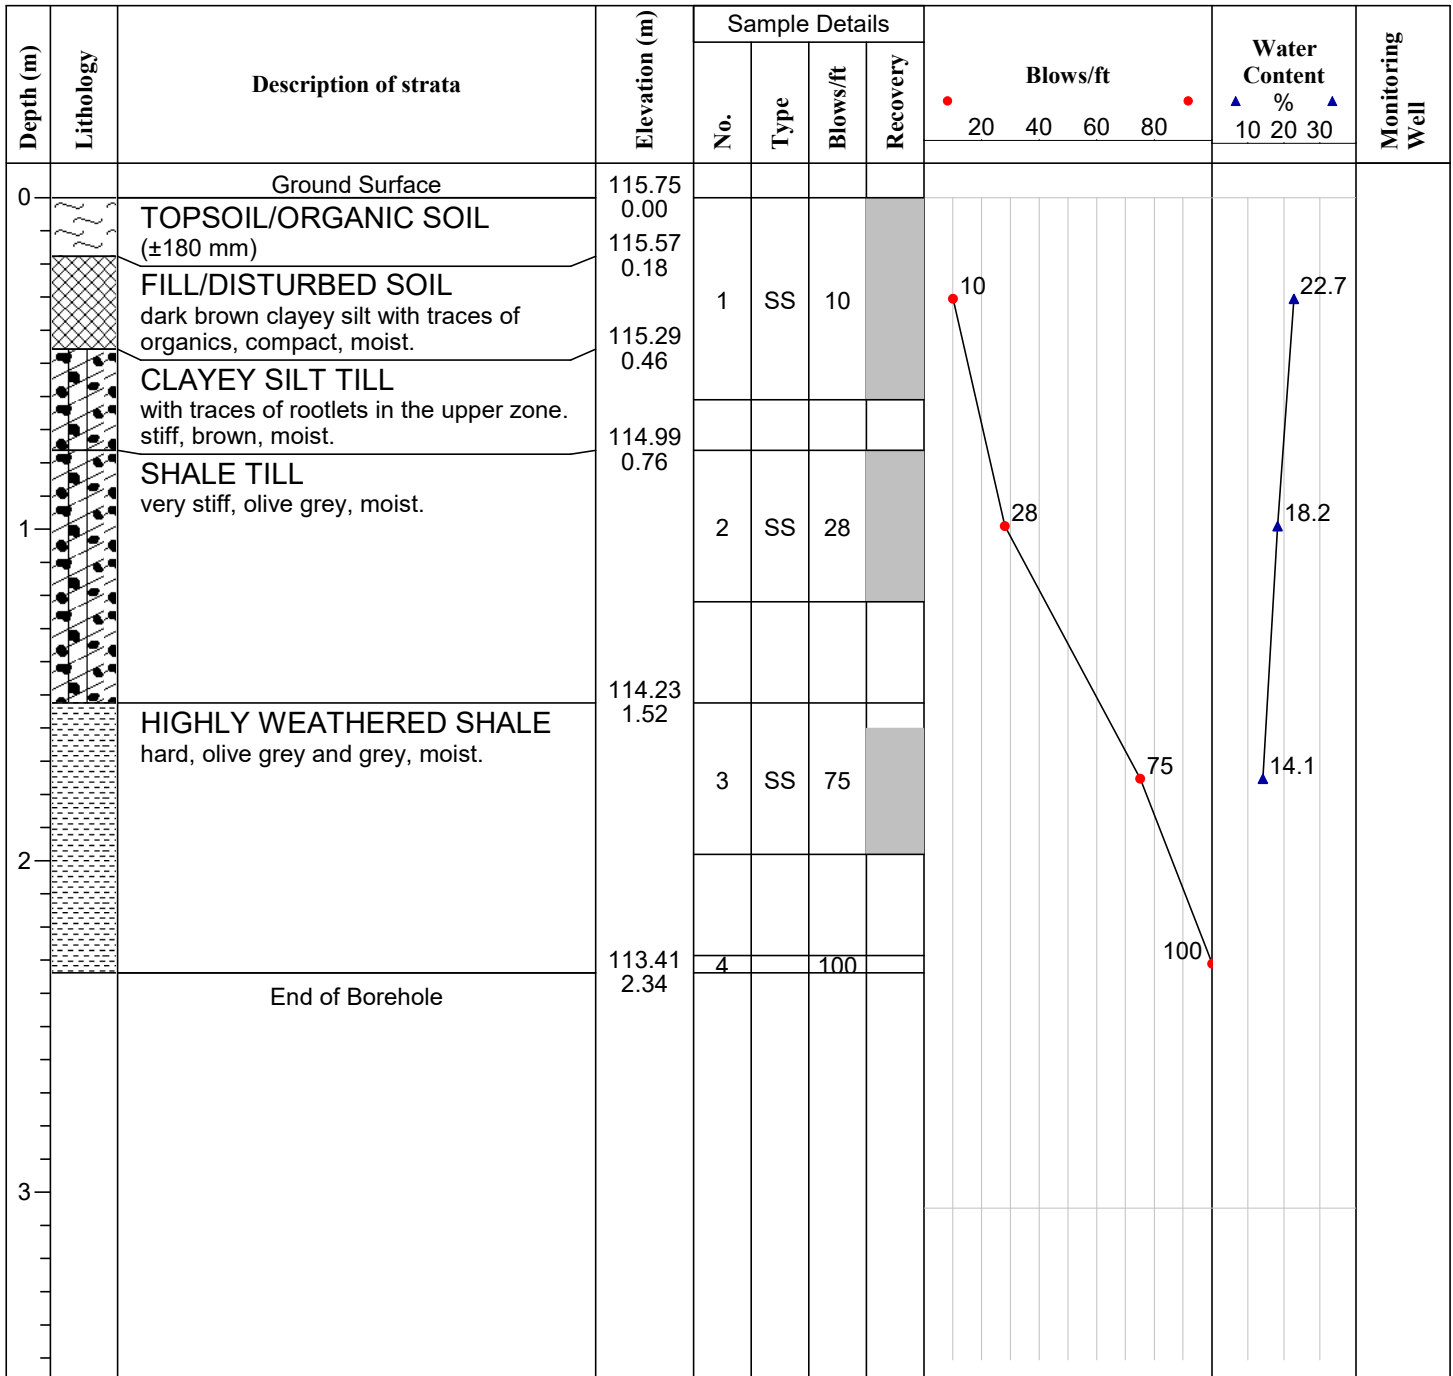 Depth (m)
Lithology
Description of strata
Elevation (m)
Sample Details
No.
Type
Blows/ft
Recovery
Blows/ft
20 40 60 80
Water
Content
%
10 20 30
Monitoring
Well
Ground Surface
115.75
0.00
0
TOPSOIL/ORGANIC SOIL
(±180 mm)
115.57
0.18
FILL/DISTURBED SOIL
dark brown clayey silt with traces of
organics, compact, moist.
1 SS 10
10
22.7
115.29
0.46
CLAYEY SILT TILL
with traces of rootlets in the upper zone.
stiff, brown, moist.
114.99
0.76
SHALE TILL
very stiff, olive grey, moist.
1
2 SS 28
28
18.2
114.23
1.52
HIGHLY WEATHERED SHALE
hard, olive grey and grey, moist.
3 SS 75
75
14.1
2
113.41
2.34
4 100
100
End of Borehole
3